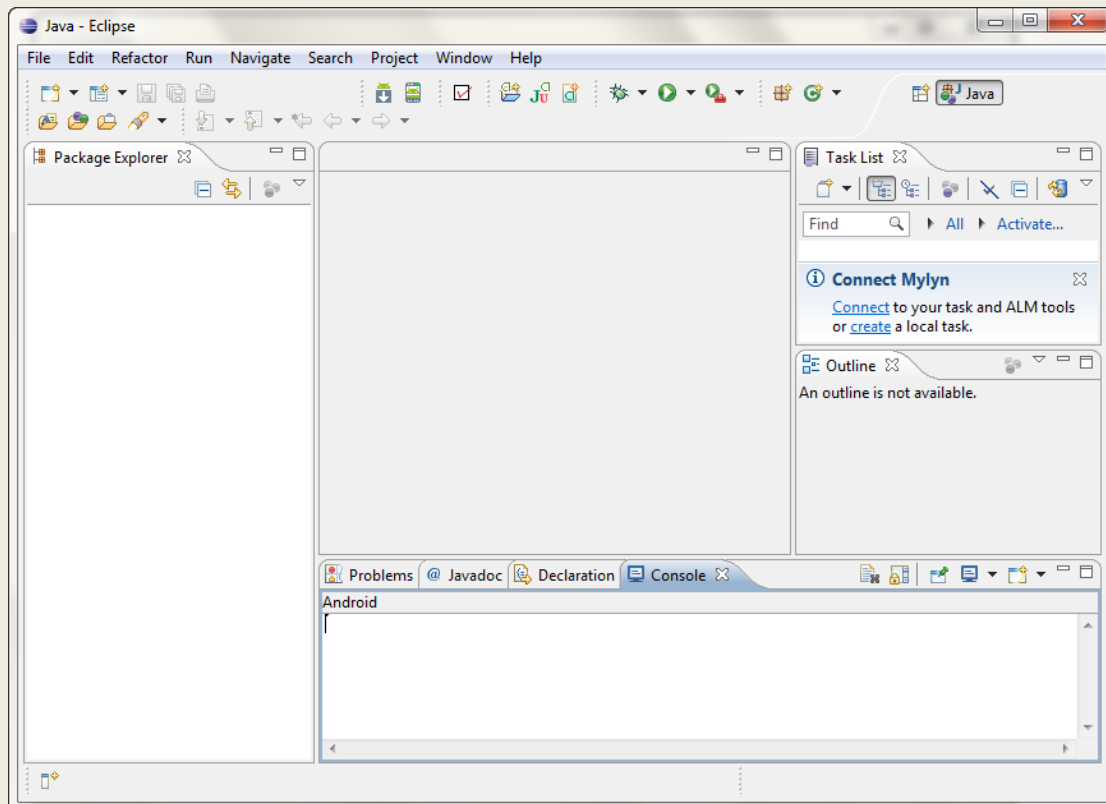 Java - Eclipse
File Edit Refactor Run Navigate Search Project Window Help
Java
Package Explorer
Task List
Find All Activate...
Connect Mylyn
Connect to your task and ALM tools
or create a local task.
Outline
An outline is not available.
Problems @ Javadoc Declaration Console
Android